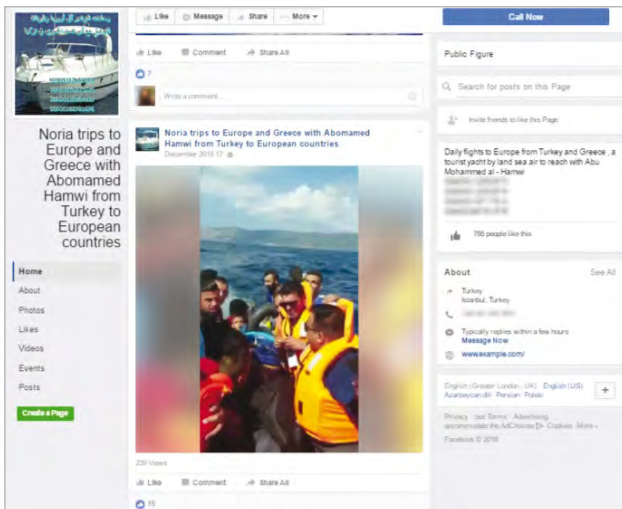 Like
Message
Share
More
Call Now
Like
Comment
Share All
7
Write a comment...
Noria trips to
Europe and
Greece with
Abomamed
Hamwi from
Turkey to
European
countries
Home
About
Photos
Likes
Videos
Events
Posts
Create a Page
Noria trips to Europe and Greece with Abomamed
Hamwi from Turkey to European countries
December 2015 17
239 Views
Like
Comment
Share All
Public Figure
Search for posts on this Page
Invite friends to like this Page
Daily flights to Europe from Turkey and Greece , a
tourist yacht by land sea air to reach with Abu
Mohammed al - Hamwi
people like this
About
See All
Turkey
Istanbul, Turkey
Typically replies within a few hours
Message Now
www.example.com/
English (Greater London, UK) English (US)
Azərbaycan dili Persian Polski
Privacy Terms Advertising
accommodate the AdChoices Cookies More
Facebook © 2016